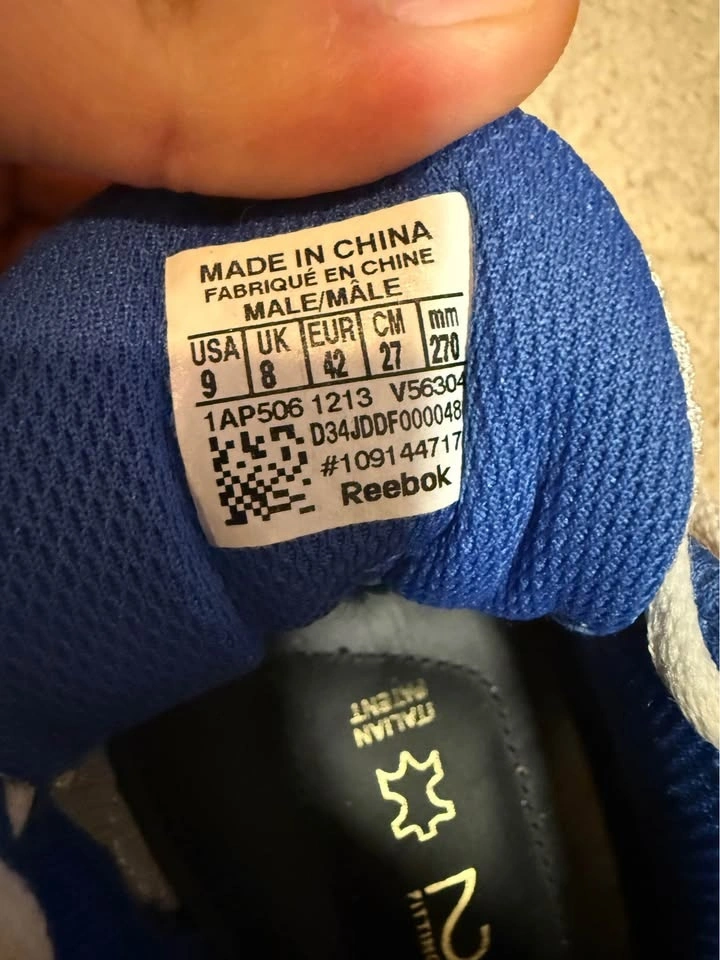 MADE IN CHINA
FABRIQUÉ EN CHINE
MALE/MÂLE
USA UK EUR CM mm
9 8 42 27 270
1AP506 1213 V56304
D34JDDF000048
#109144717
Reebok
ITALIAN
PATENT
2